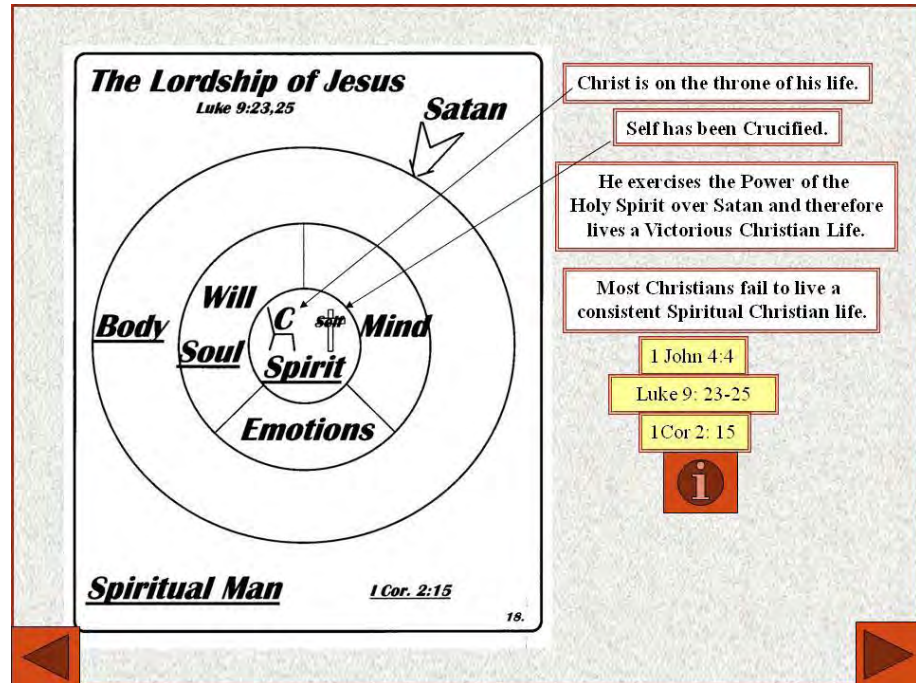 The Lordship of Jesus
Luke 9:23,25
Satan
Will
Mind
Body
Soul
C
Self
Spirit
Emotions
Spiritual Man
I Cor. 2:15
18.
Christ is on the throne of his life.
Self has been Crucified.
He exercises the Power of the
Holy Spirit over Satan and therefore
lives a Victorious Christian Life.
Most Christians fail to live a
consistent Spiritual Christian life.
1 John 4:4
Luke 9: 23-25
1Cor 2: 15
i